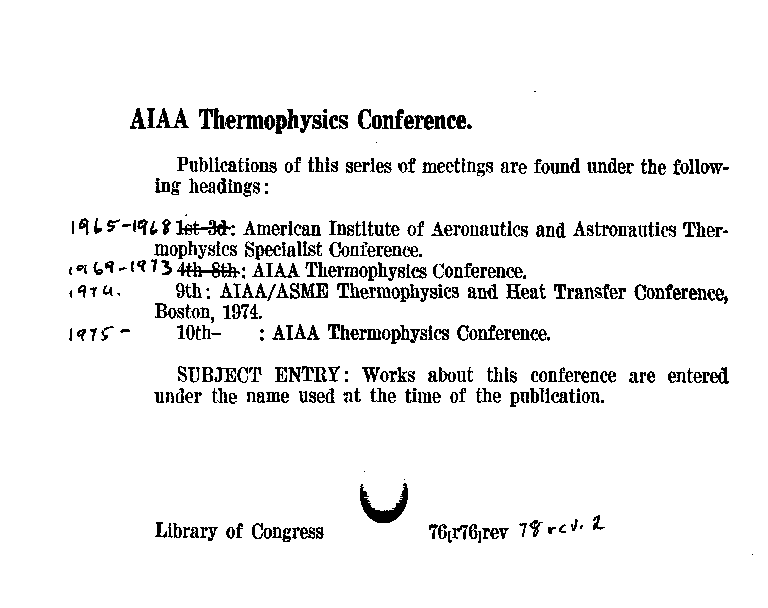 AIAA Thermophysics Conference.
Publications of this series of meetings are found under the follow-
ing headings:
1965-1968 1st-3d: American Institute of Aeronautics and Astronautics Ther-
mophysics Specialist Conference.
1969-1973 4th-8th: AIAA Thermophysics Conference.
1974. 9th: AIAA/ASME Thermophysics and Heat Transfer Conference,
Boston, 1974.
1975- 10th- : AIAA Thermophysics Conference.
SUBJECT ENTRY: Works about this conference are entered
under the name used at the time of the publication.
Library of Congress 76[r76]rev 78 rev. 2